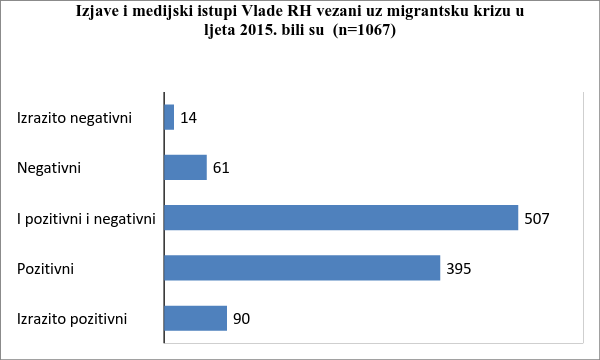 Izjave i medijski istupi Vlade RH vezani uz migrantsku krizu u
ljeta 2015. bili su (n=1067)
Izrazito negativni 14
Negativni 61
I pozitivni i negativni 507
Pozitivni 395
Izrazito pozitivni 90